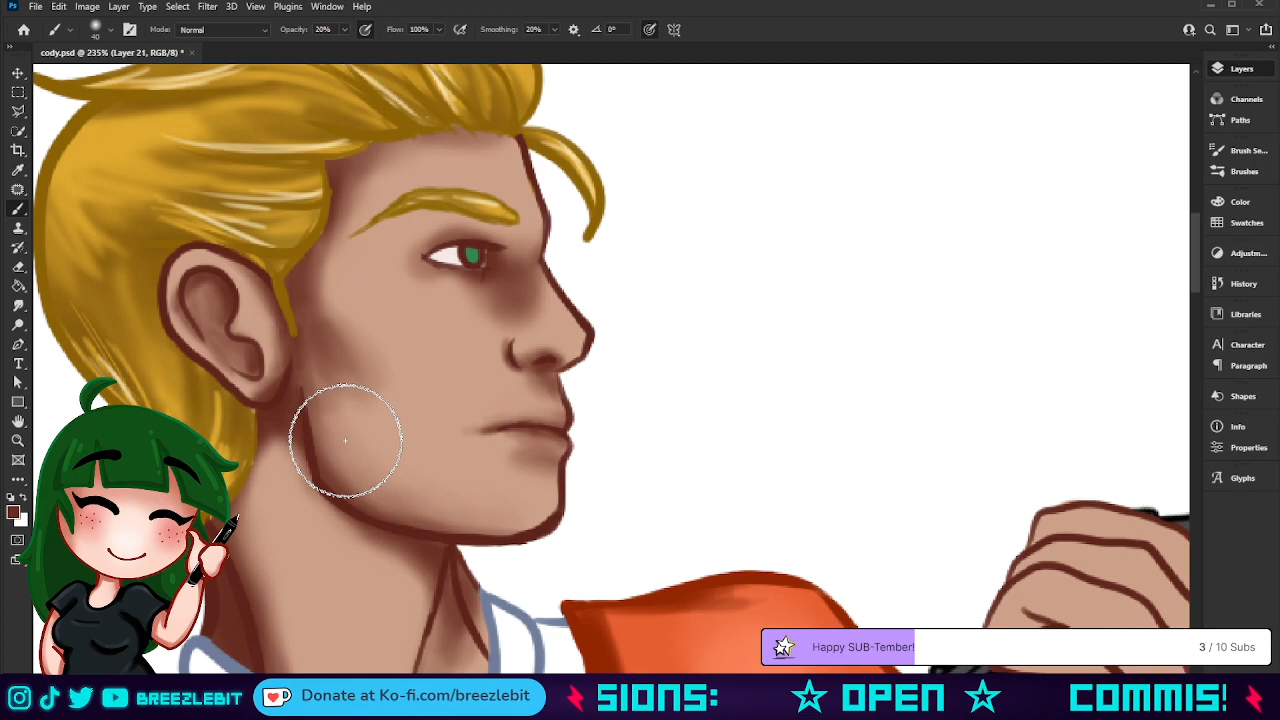 Ps File Edit Image Layer Type Select Filter 3D View Plugins Window Help
40 Mode: Normal Opacity: 20% Flow: 100% Smoothing: 20% 0°
cody.psd @ 235% (Layer 21, RGB/8) *
Layers
Channels
Paths
Brush Se...
Brushes
Color
Swatches
Adjustm...
History
Libraries
Character
Paragraph
Shapes
Info
Properties
Glyphs
Happy SUB-Tember! 3 / 10 Subs
BREEZLEBIT Donate at Ko-fi.com/breezlebit SIONS: OPEN COMMIS